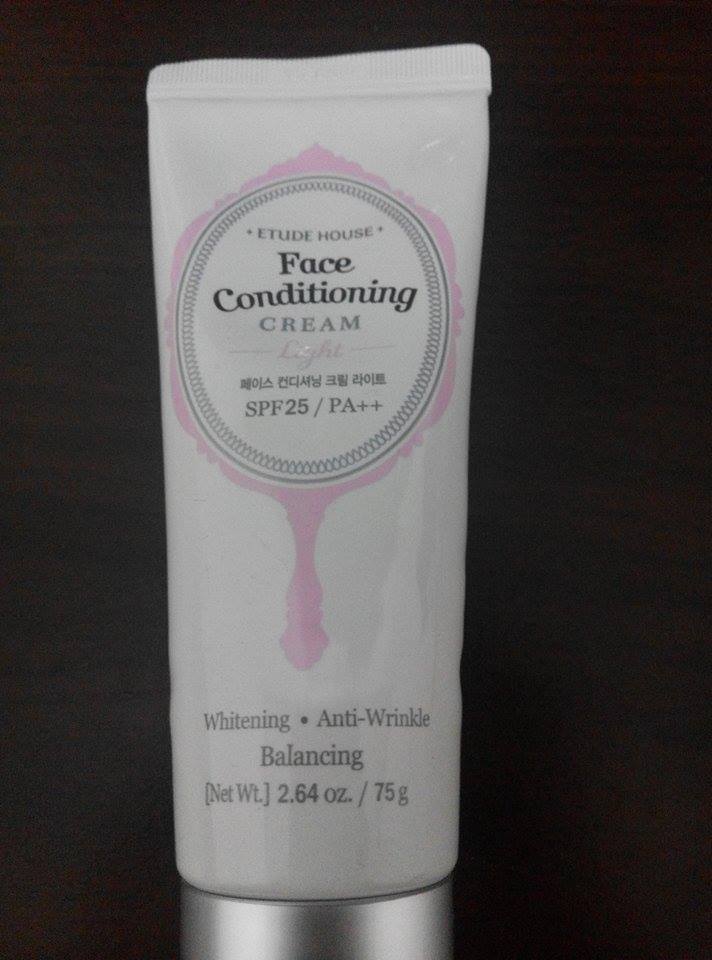 • ETUDE HOUSE •
Face
Conditioning
CREAM
Light
페이스 컨디셔닝 크림 라이트
SPF25 / PA++
Whitening • Anti-Wrinkle
Balancing
[Net Wt.] 2.64 oz. / 75 g